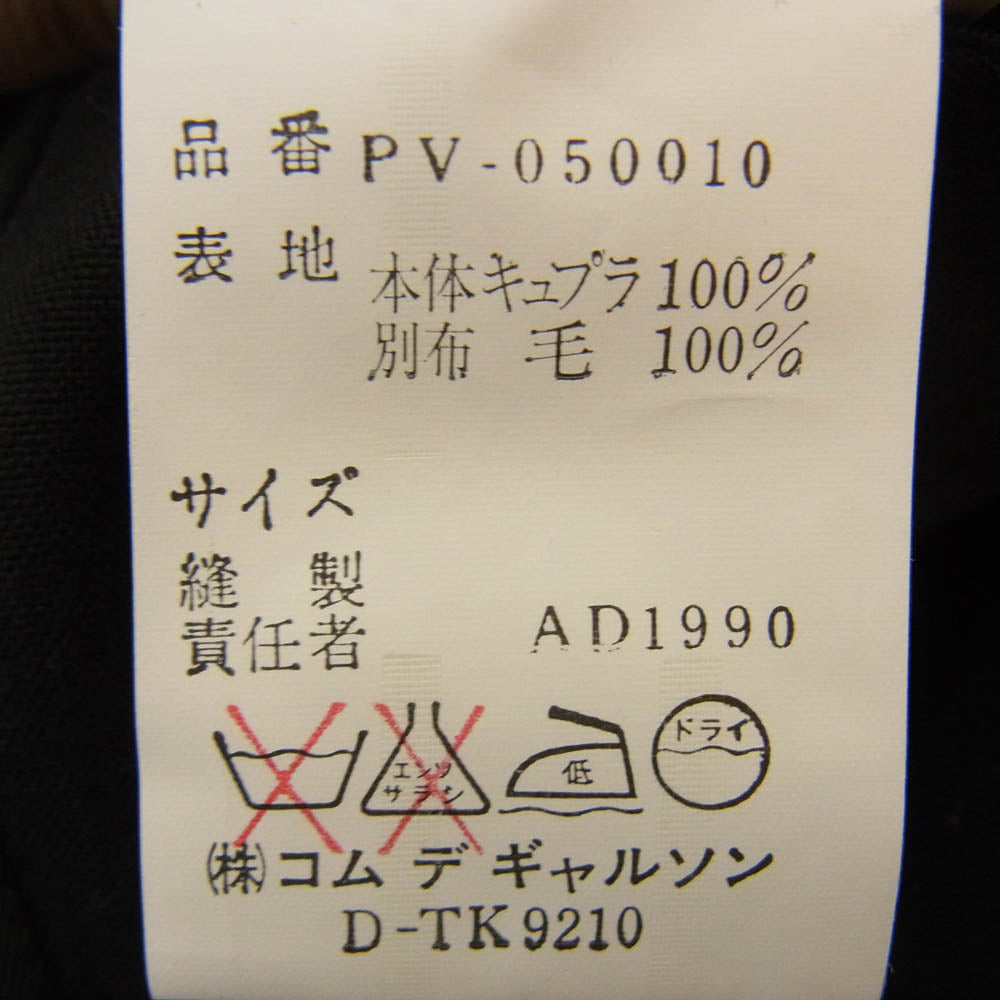 品番 PV-050010
表地
本体キュプラ100%
別布 毛 100%
サイズ
縫製
責任者 AD1990
エンソ
サラシ
低
ドライ
(株)コム デ ギャルソン
D-TK9210